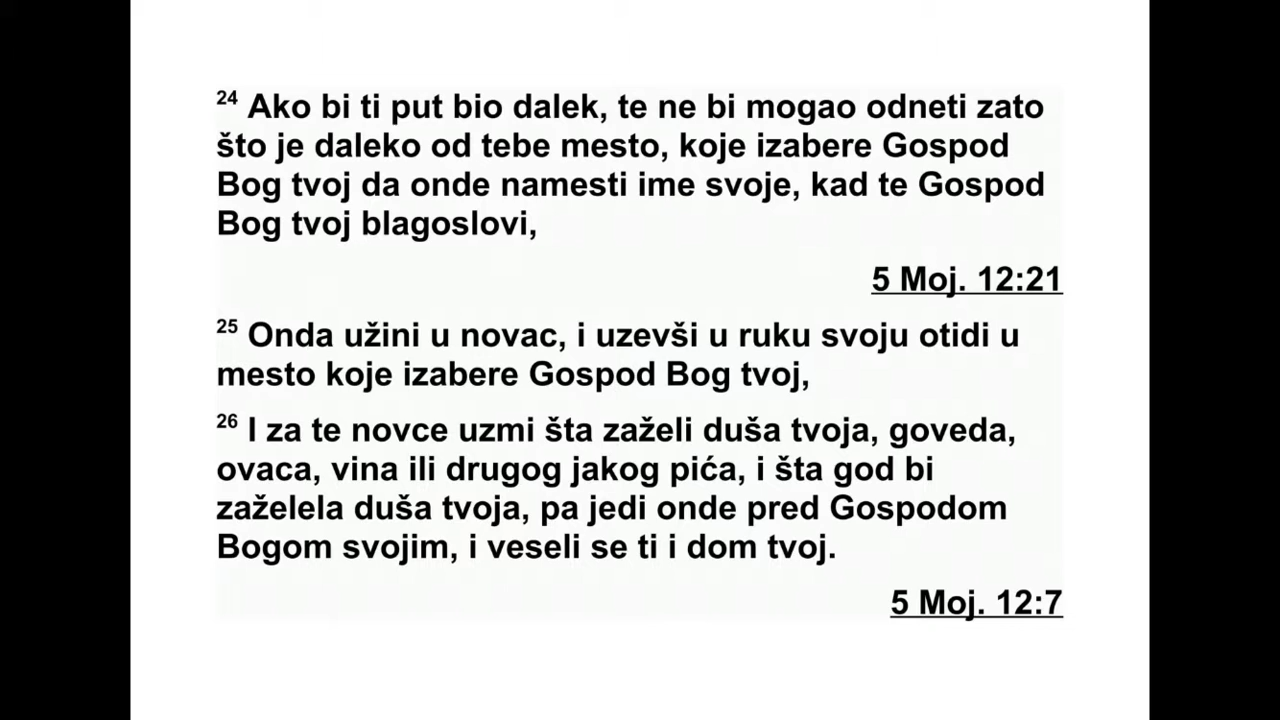 24 Ako bi ti put bio dalek, te ne bi mogao odneti zato
što je daleko od tebe mesto, koje izabere Gospod
Bog tvoj da onde namesti ime svoje, kad te Gospod
Bog tvoj blagoslovi,
5 Moj. 12:21
25 Onda užini u novac, i uzevši u ruku svoju otidi u
mesto koje izabere Gospod Bog tvoj,
26 I za te novce uzmi šta zaželi duša tvoja, goveda,
ovaca, vina ili drugog jakog pića, i šta god bi
zaželela duša tvoja, pa jedi onde pred Gospodom
Bogom svojim, i veseli se ti i dom tvoj.
5 Moj. 12:7